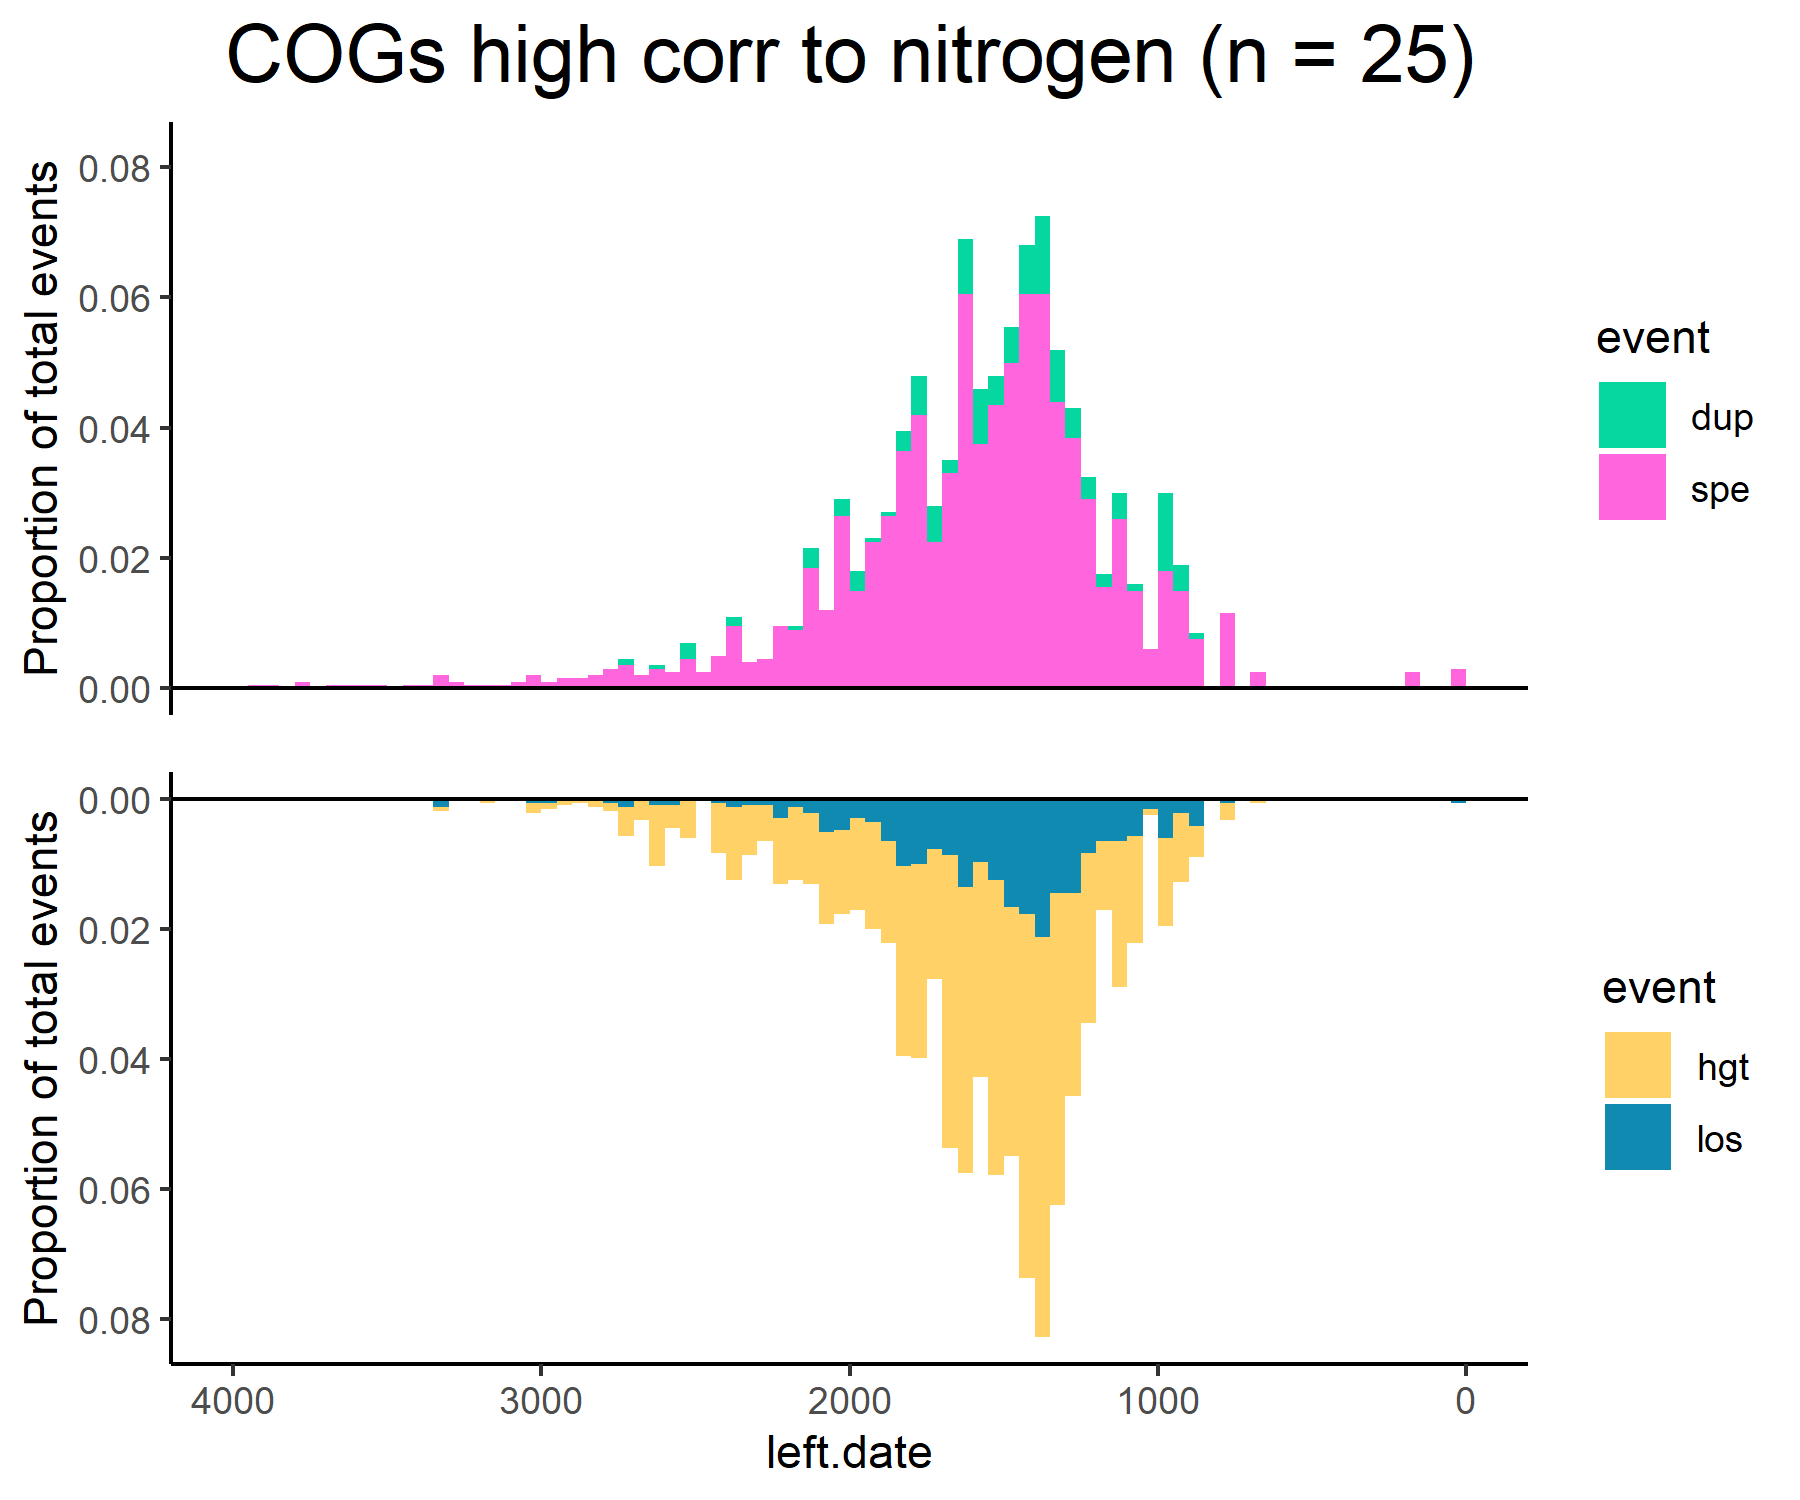 COGs high corr to nitrogen (n = 25)
Proportion of total events
0.08
0.06
0.04
0.02
0.00
event
dup
spe
Proportion of total events
0.00
0.02
0.04
0.06
0.08
event
hgt
los
4000 3000 2000 1000 0
left.date